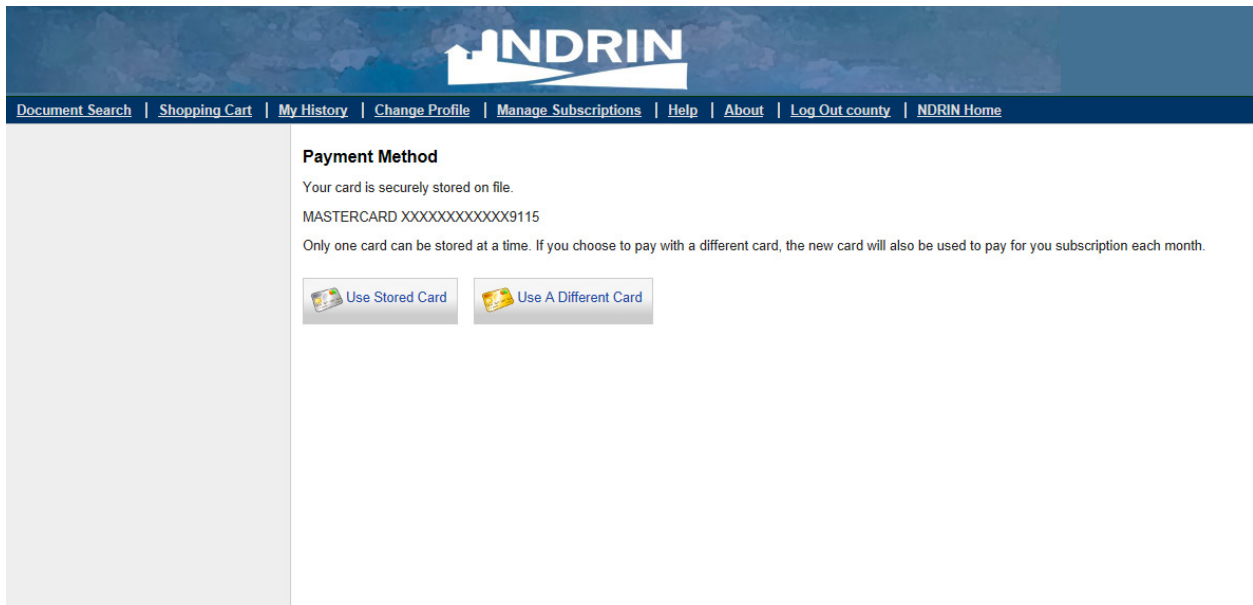 NDRIN
Document Search | Shopping Cart | My History | Change Profile | Manage Subscriptions | Help | About | Log Out county | NDRIN Home
Payment Method
Your card is securely stored on file.
MASTERCARD XXXXXXXXXXXX9115
Only one card can be stored at a time. If you choose to pay with a different card, the new card will also be used to pay for you subscription each month.
Use Stored Card Use A Different Card